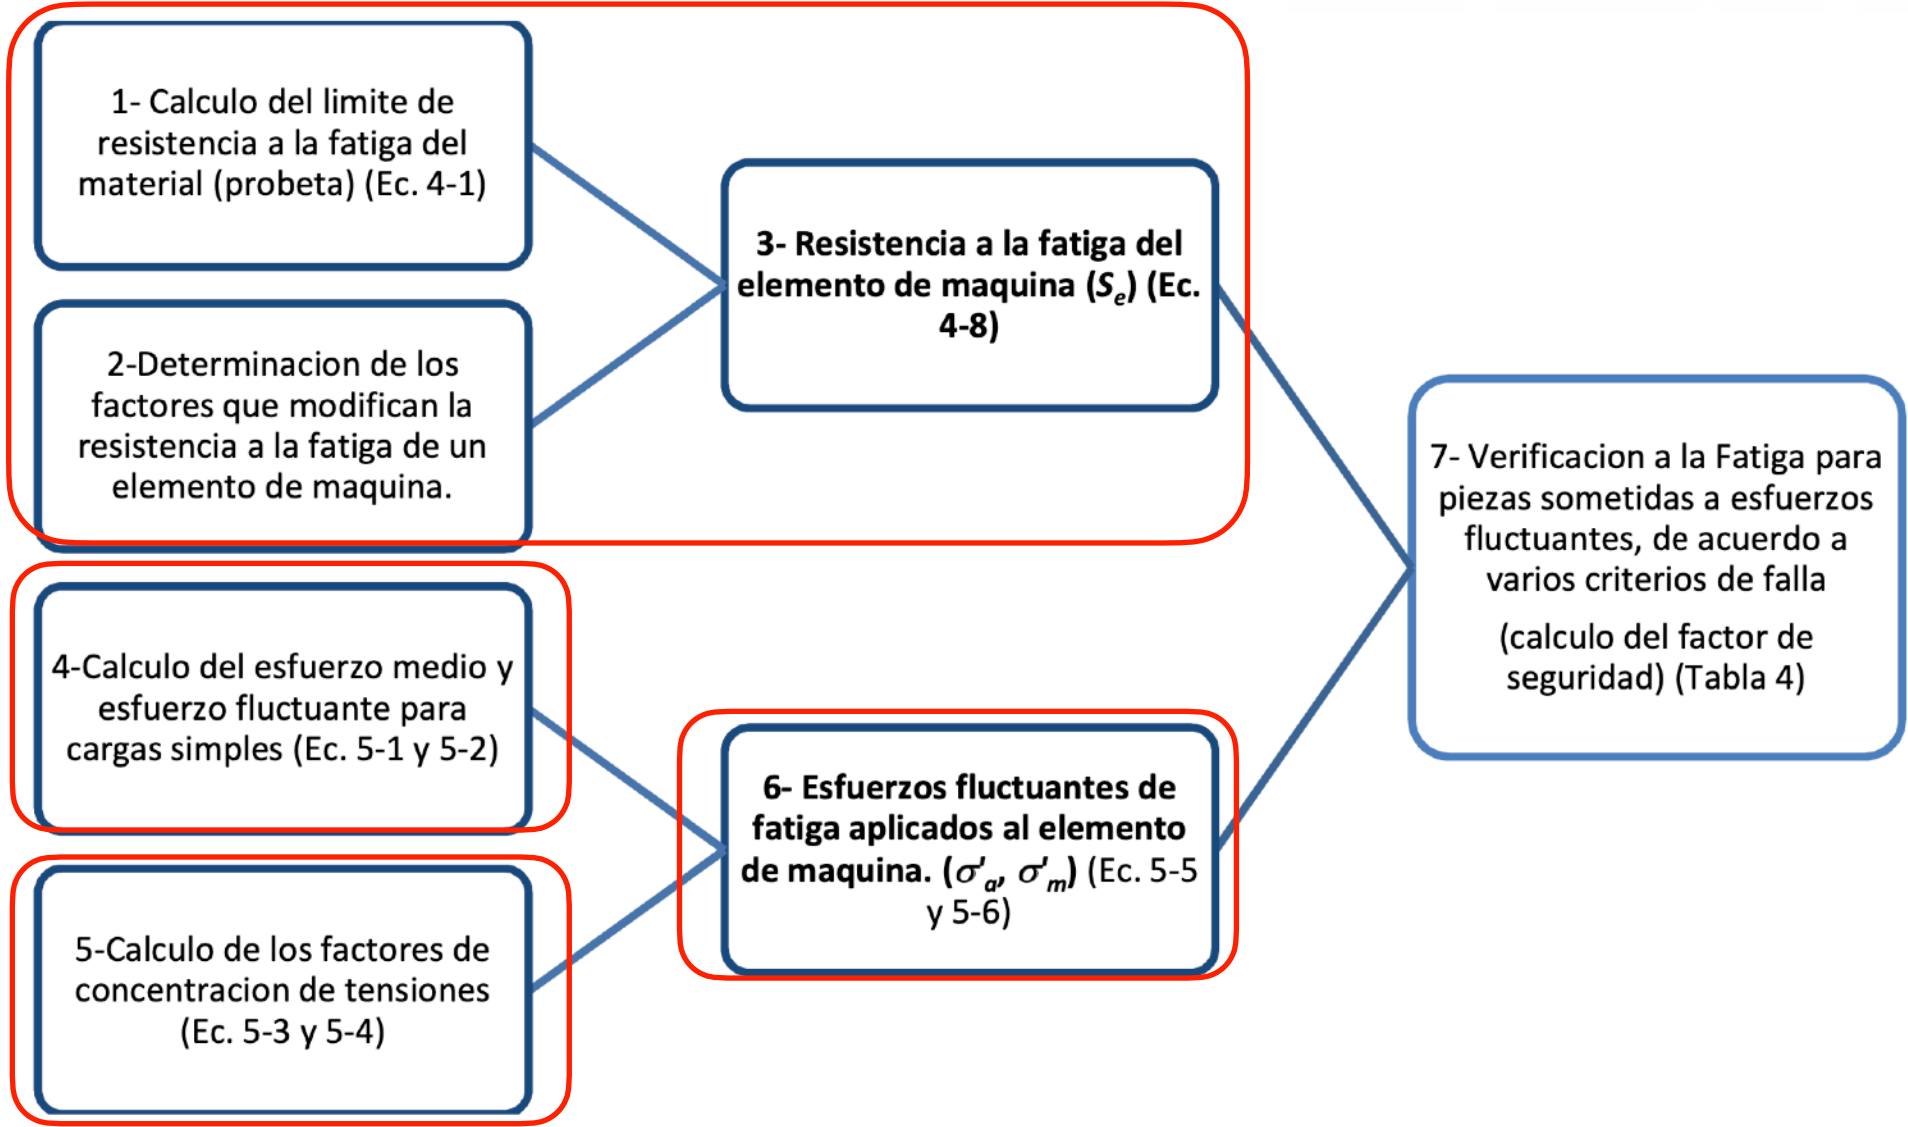 1- Calculo del limite de
resistencia a la fatiga del
material (probeta) (Ec. 4-1)
2-Determinacion de los
factores que modifican la
resistencia a la fatiga de un
elemento de maquina.
3- Resistencia a la fatiga del
elemento de maquina (Se) (Ec.
4-8)
4-Calculo del esfuerzo medio y
esfuerzo fluctuante para
cargas simples (Ec. 5-1 y 5-2)
5-Calculo de los factores de
concentracion de tensiones
(Ec. 5-3 y 5-4)
6- Esfuerzos fluctuantes de
fatiga aplicados al elemento
de maquina. (σ'a, σ'm) (Ec. 5-5
y 5-6)
7- Verificacion a la Fatiga para
piezas sometidas a esfuerzos
fluctuantes, de acuerdo a
varios criterios de falla
(calculo del factor de
seguridad) (Tabla 4)